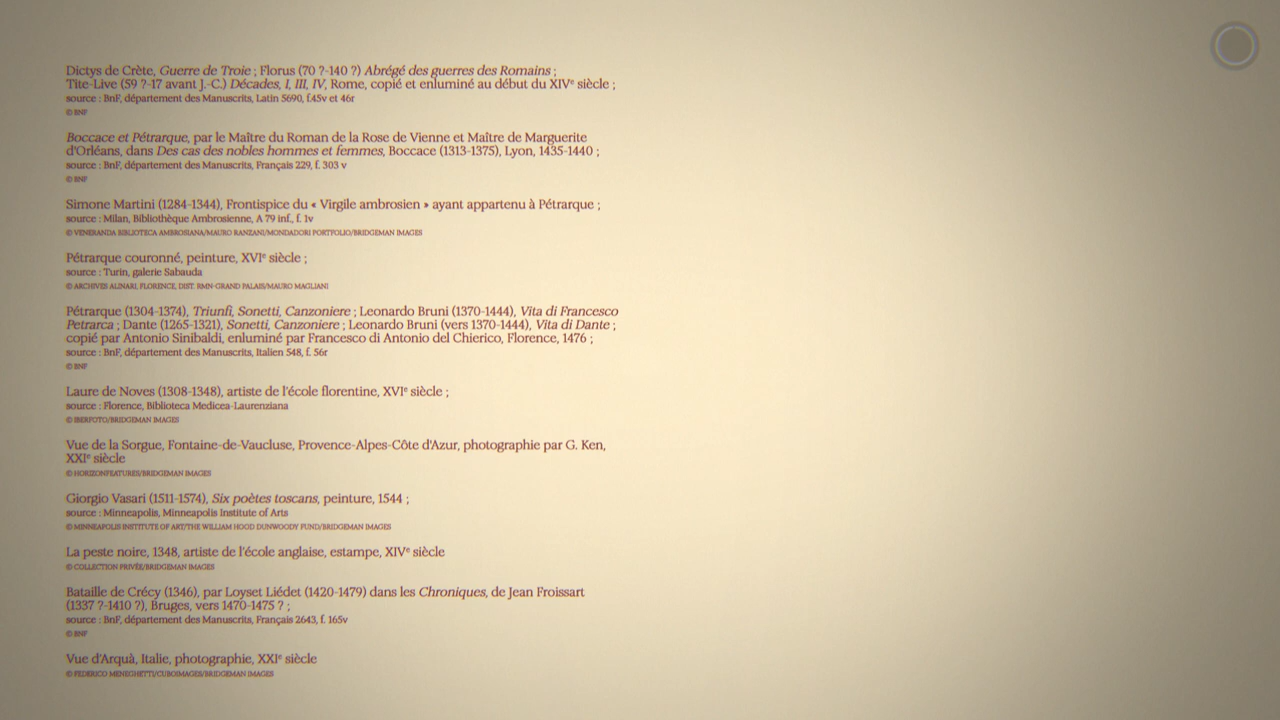 Dictys de Crète, Guerre de Troie ; Florus (70 ?-140 ?) Abrégé des guerres des Romains ;
Tite-Live (59 ?-17 avant J.-C.) Décades, I, III, IV, Rome, copié et enluminé au début du XIVe siècle ;
source : BnF, département des Manuscrits, Latin 5690, f.45v et 46r
© BNF
Boccace et Pétrarque, par le Maître du Roman de la Rose de Vienne et Maître de Marguerite
d'Orléans, dans Des cas des nobles hommes et femmes, Boccace (1313-1375), Lyon, 1435-1440 ;
source : BnF, département des Manuscrits, Français 229, f. 303 v
© BNF
Simone Martini (1284-1344), Frontispice du « Virgile ambrosien » ayant appartenu à Pétrarque ;
source : Milan, Bibliothèque Ambrosienne, A 79 inf., f. 1v
© VENERANDA BIBLIOTECA AMBROSIANA/MAURO RANZANI/MONDADORI PORTFOLIO/BRIDGEMAN IMAGES
Pétrarque couronné, peinture, XVIe siècle ;
source : Turin, galerie Sabauda
© ARCHIVES ALINARI, FLORENCE, DIST. RMN-GRAND PALAIS/MAURO MAGLIANI
Pétrarque (1304-1374), Triunfi, Sonetti, Canzoniere ; Leonardo Bruni (1370-1444), Vita di Francesco
Petrarca ; Dante (1265-1321), Sonetti, Canzoniere ; Leonardo Bruni (vers 1370-1444), Vita di Dante ;
copié par Antonio Sinibaldi, enluminé par Francesco di Antonio del Chierico, Florence, 1476 ;
source : BnF, département des Manuscrits, Italien 548, f. 56r
© BNF
Laure de Noves (1308-1348), artiste de l'école florentine, XVIe siècle ;
source : Florence, Biblioteca Medicea-Laurenziana
© IBERFOTO/BRIDGEMAN IMAGES
Vue de la Sorgue, Fontaine-de-Vaucluse, Provence-Alpes-Côte d'Azur, photographie par G. Ken,
XXIe siècle
© HORIZONFEATURES/BRIDGEMAN IMAGES
Giorgio Vasari (1511-1574), Six poètes toscans, peinture, 1544 ;
source : Minneapolis, Minneapolis Institute of Arts
© MINNEAPOLIS INSTITUTE OF ART/THE WILLIAM HOOD DUNWOODY FUND/BRIDGEMAN IMAGES
La peste noire, 1348, artiste de l'école anglaise, estampe, XIVe siècle
© COLLECTION PRIVÉE/BRIDGEMAN IMAGES
Bataille de Crécy (1346), par Loyset Liédet (1420-1479) dans les Chroniques, de Jean Froissart
(1337 ?-1410 ?), Bruges, vers 1470-1475 ? ;
source : BnF, département des Manuscrits, Français 2643, f. 165v
© BNF
Vue d'Arquà, Italie, photographie, XXIe siècle
© FEDERICO MENEGHETTI/CUBOIMAGES/BRIDGEMAN IMAGES